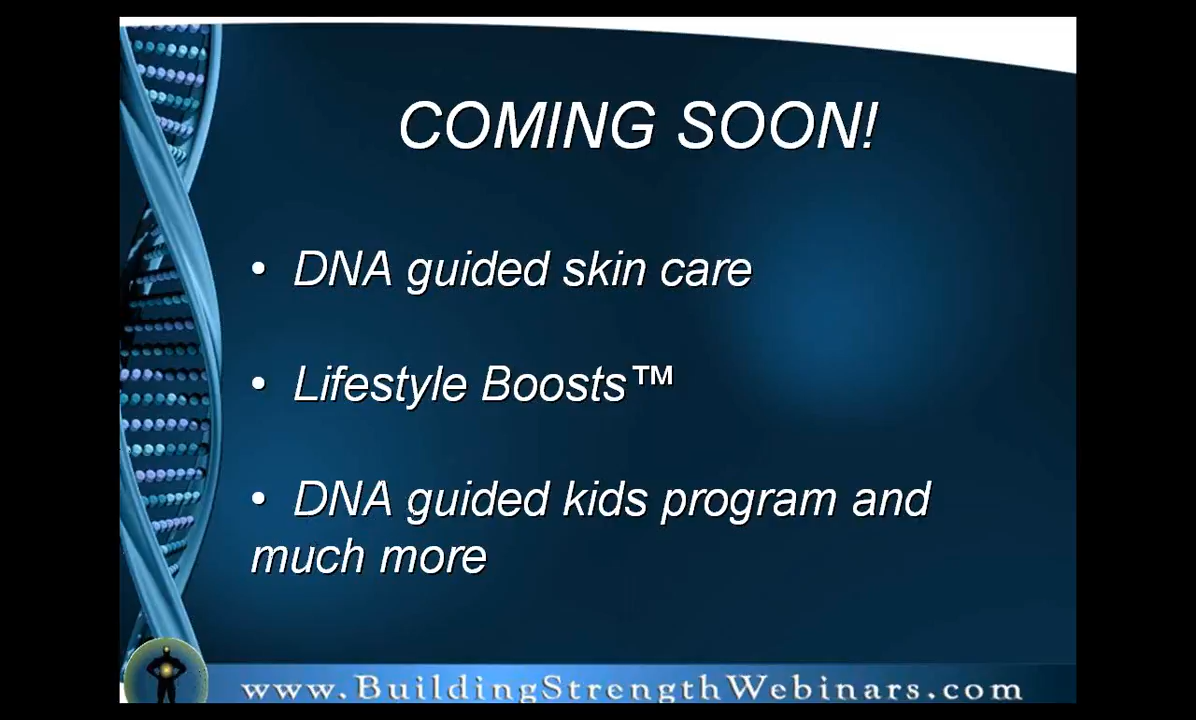 COMING SOON!
• DNA guided skin care
• Lifestyle Boosts™
• DNA guided kids program and
much more
www.BuildingStrengthWebinars.com